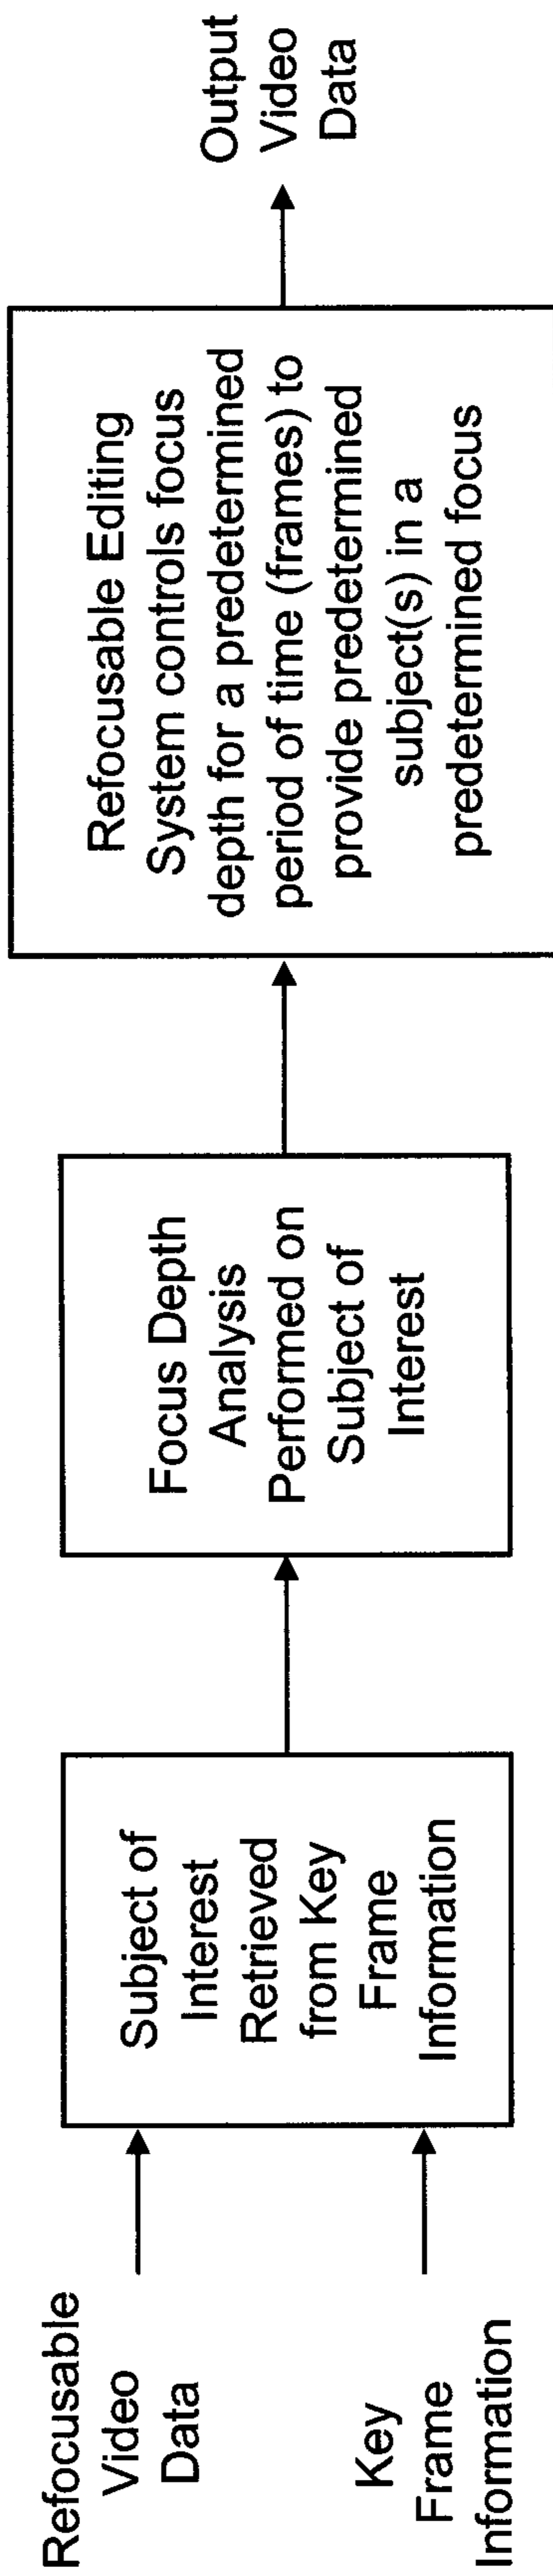 Refocusable
Video
Data
Key
Frame
Information
Subject of
Interest
Retrieved
from Key
Frame
Information
Focus Depth
Analysis
Performed on
Subject of
Interest
Refocusable Editing
System controls focus
depth for a predetermined
period of time (frames) to
provide predetermined
subject(s) in a
predetermined focus
Output
Video
Data